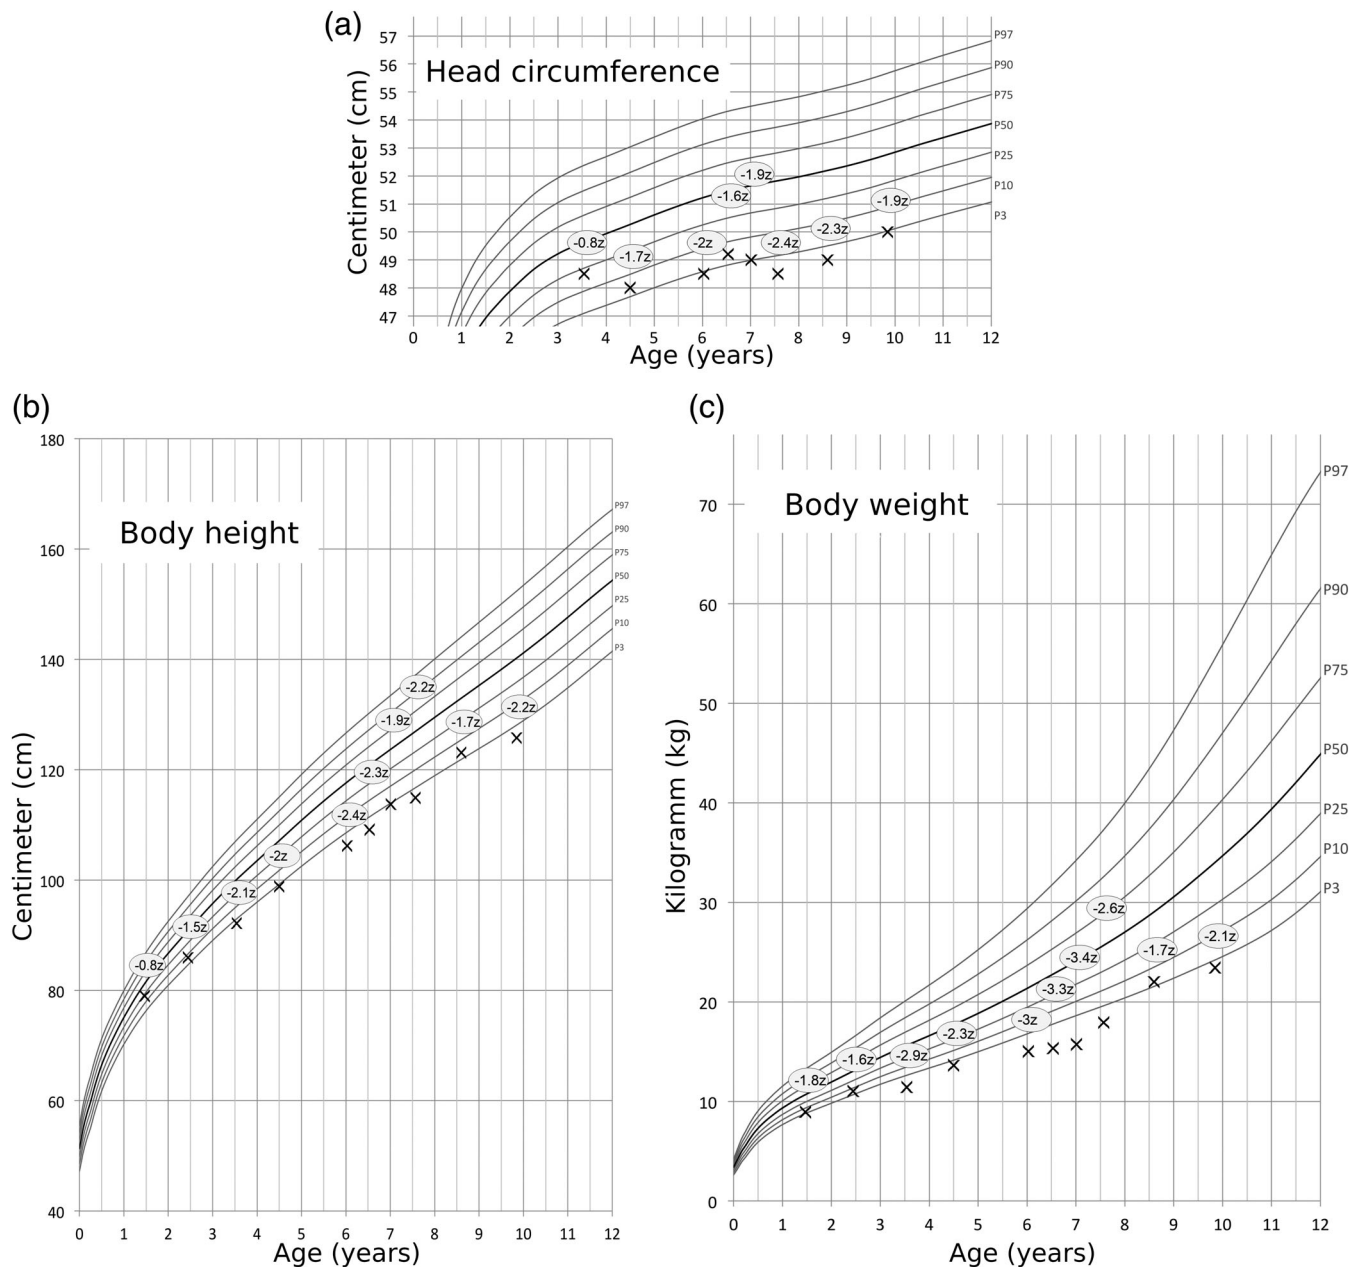 (a)
Head circumference
Centimeter (cm)
57
56
55
54
53
52
51
50
49
48
47
P97
P90
P75
P50
P25
P10
P3
-0.8z
-1.7z
-2z
-1.6z
-1.9z
-2.4z
-2.3z
-1.9z
0 1 2 3 4 5 6 7 8 9 10 11 12
Age (years)
(b)
Body height
Centimeter (cm)
180
160
140
120
100
80
60
40
P97
P90
P75
P50
P25
P10
P3
-0.8z
-1.5z
-2.1z
-2z
-2.4z
-2.3z
-1.9z
-2.2z
-1.7z
-2.2z
0 1 2 3 4 5 6 7 8 9 10 11 12
Age (years)
(c)
Body weight
Kilogramm (kg)
70
60
50
40
30
20
10
0
P97
P90
P75
P50
P25
P10
P3
-1.8z
-1.6z
-2.9z
-2.3z
-3z
-3.3z
-3.4z
-2.6z
-1.7z
-2.1z
0 1 2 3 4 5 6 7 8 9 10 11 12
Age (years)